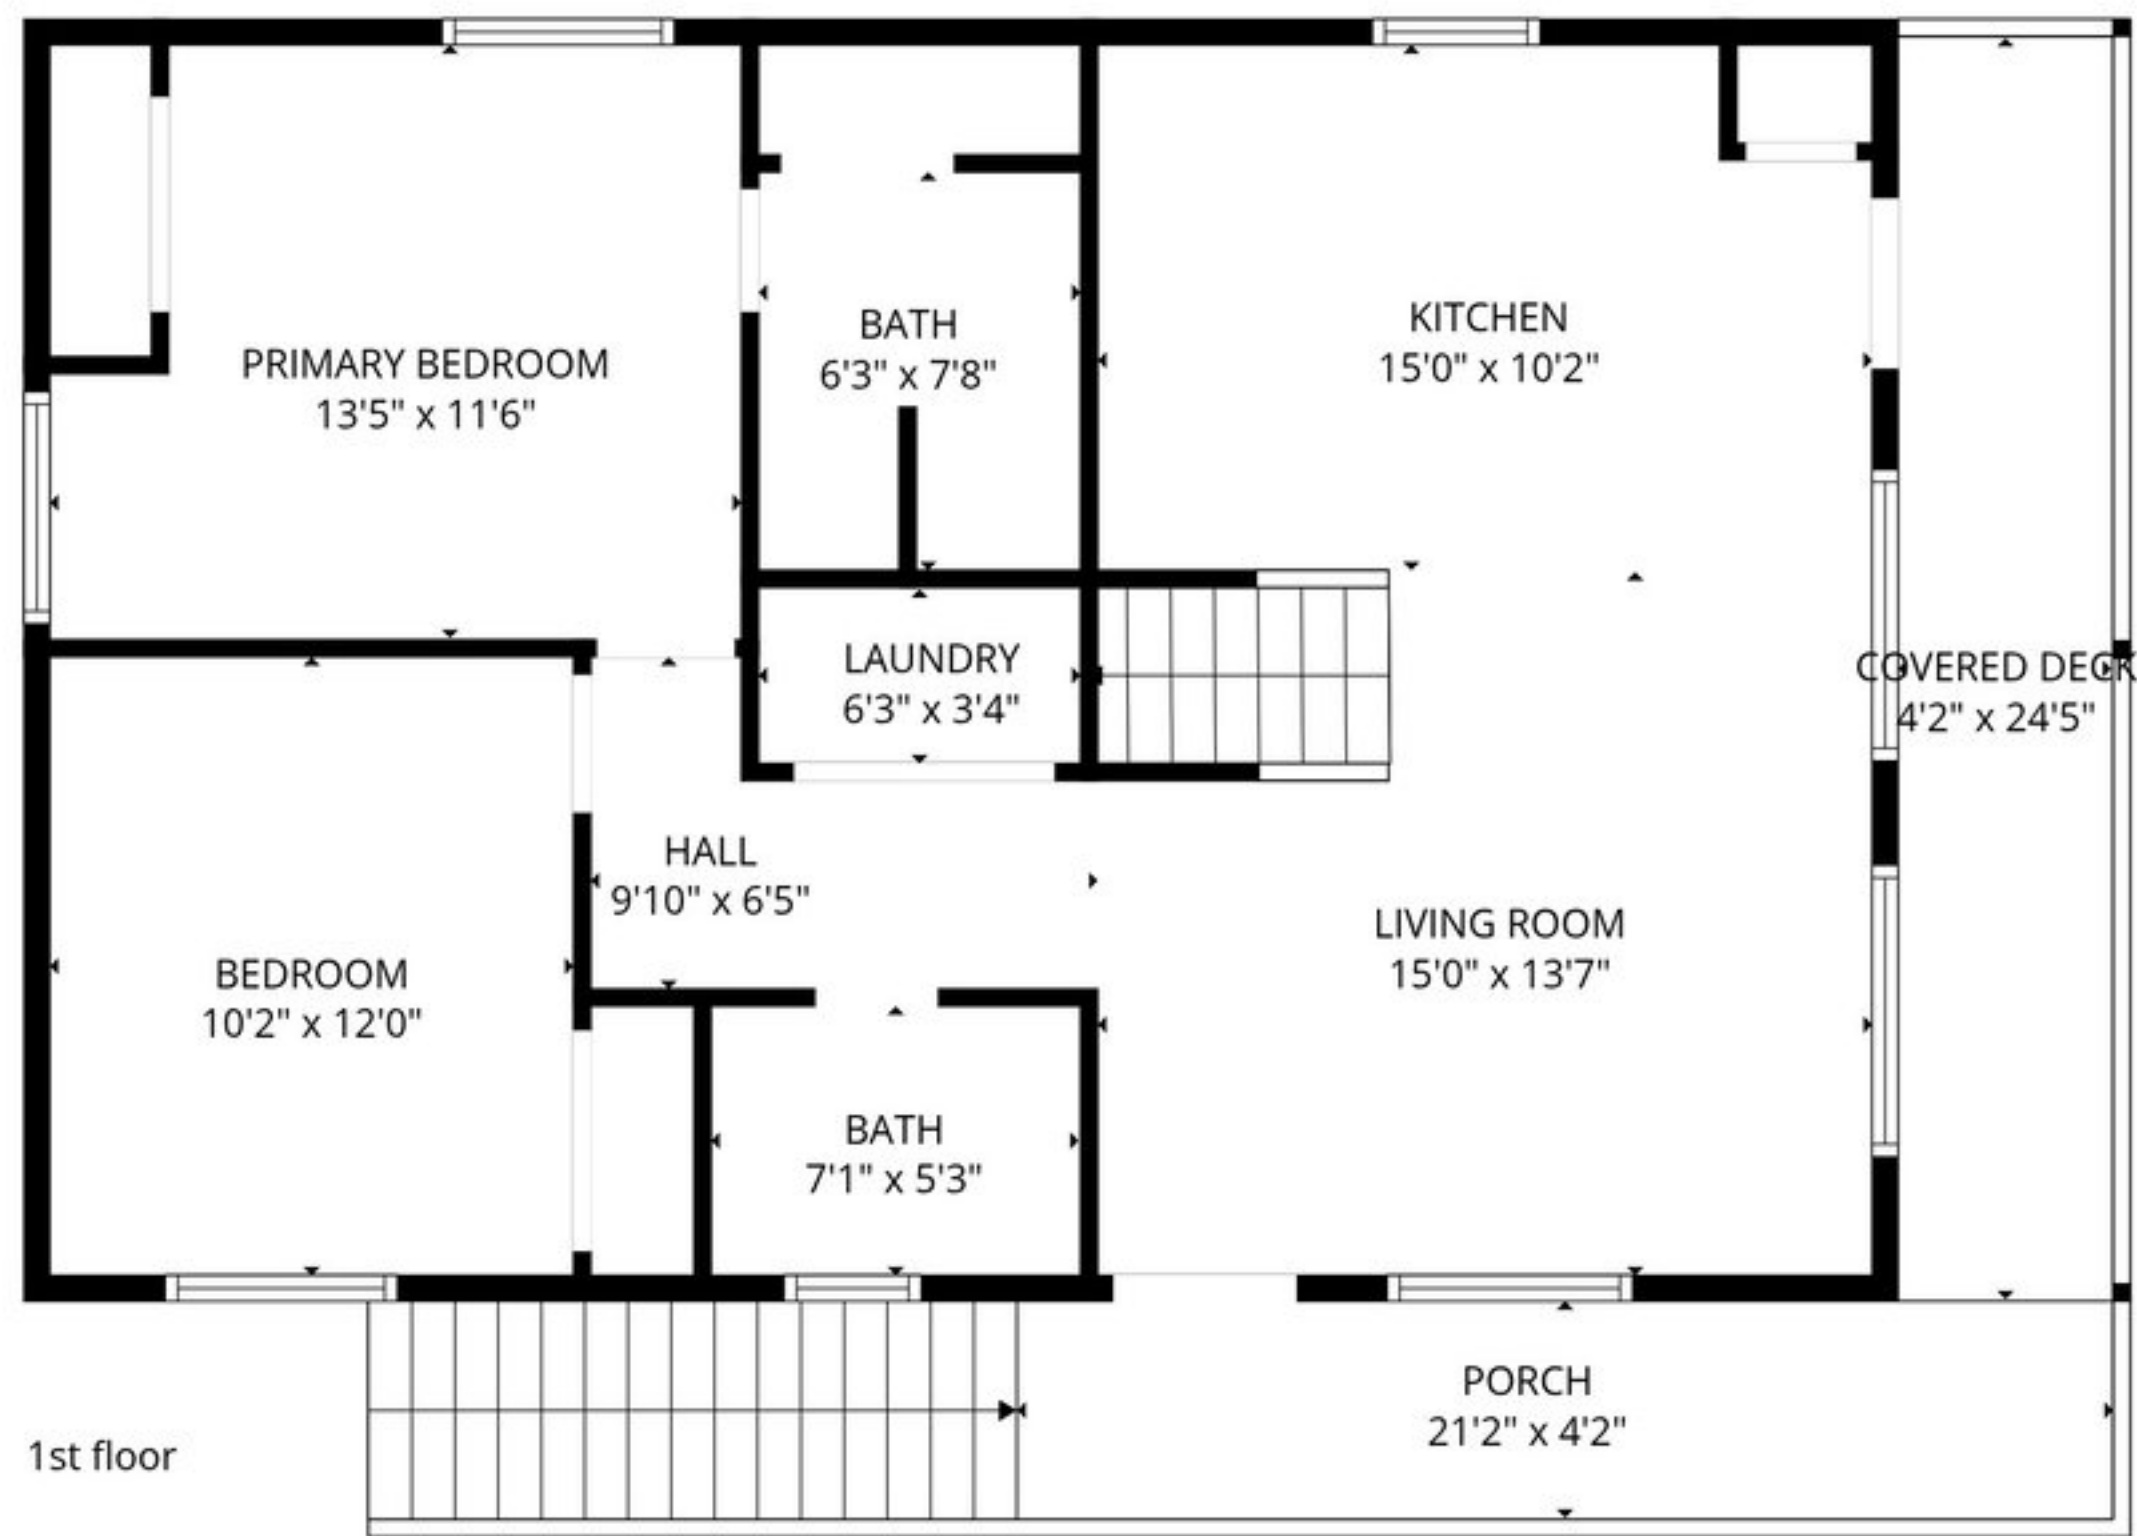 PRIMARY BEDROOM
13'5" x 11'6"
BATH
6'3" x 7'8"
KITCHEN
15'0" x 10'2"
LAUNDRY
6'3" x 3'4"
COVERED DECK
4'2" x 24'5"
HALL
9'10" x 6'5"
BEDROOM
10'2" x 12'0"
LIVING ROOM
15'0" x 13'7"
BATH
7'1" x 5'3"
PORCH
21'2" x 4'2"
1st floor